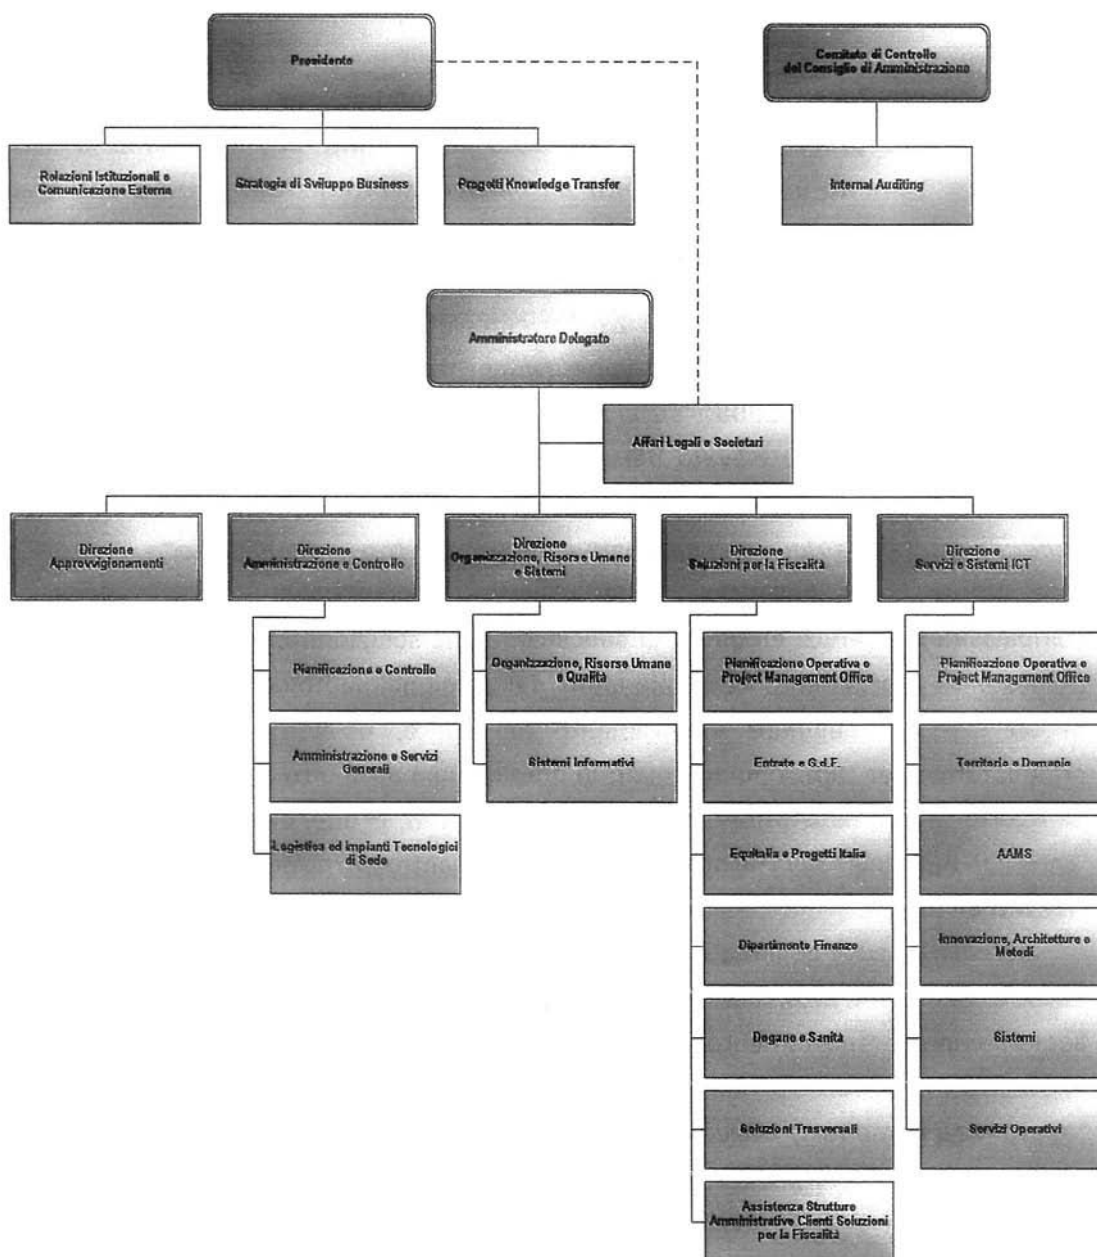 Presidente
Comitato di Controllo
del Consiglio di Amministrazione
Relazioni Istituzionali e
Comunicazione Esterna
Strategia di Sviluppo Business
Progetti Knowledge Transfer
Internal Auditing
Amministratore Delegato
Affari Legali e Societari
Direzione
Approvvigionamenti
Direzione
Amministrazione e Controllo
Direzione
Organizzazione, Risorse Umane
e Sistemi
Direzione
Soluzioni per la Fiscalità
Direzione
Servizi e Sistemi ICT
Pianificazione e Controllo
Amministrazione e Servizi
Generali
Logistica ed Impianti Tecnologici
di Sede
Organizzazione, Risorse Umane
e Qualità
Sistemi Informativi
Pianificazione Operativa e
Project Management Office
Entrate e G.d.F.
Equitalia e Progetti Italia
Dipartimento Finanze
Dogane e Sanità
Soluzioni Trasversali
Assistenza Strutture
Amministrative Clienti Soluzioni
per la Fiscalità
Pianificazione Operativa e
Project Management Office
Territorio e Demanio
AAMS
Innovazione, Architetture e
Metodi
Sistemi
Servizi Operativi